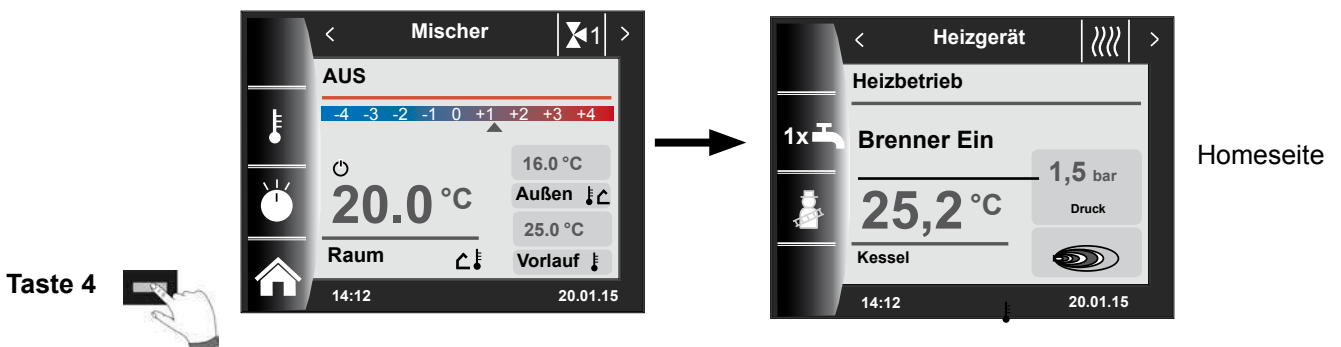 Mischer
1
AUS
-4 -3 -2 -1 0 +1 +2 +3 +4
16.0 °C
Außen
20.0 °C
25.0 °C
Raum
Vorlauf
14:12
20.01.15
Taste 4
Heizgerät
Heizbetrieb
1x
Brenner Ein
1,5 bar
Druck
25,2 °C
Kessel
14:12
20.01.15
Homeseite